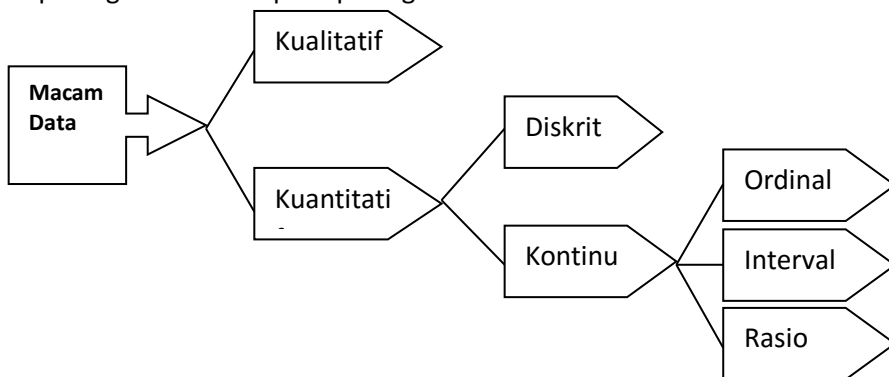 Kualitatif
Macam
Data
Diskrit
Kuantitati
Ordinal
Kontinu
Interval
Rasio